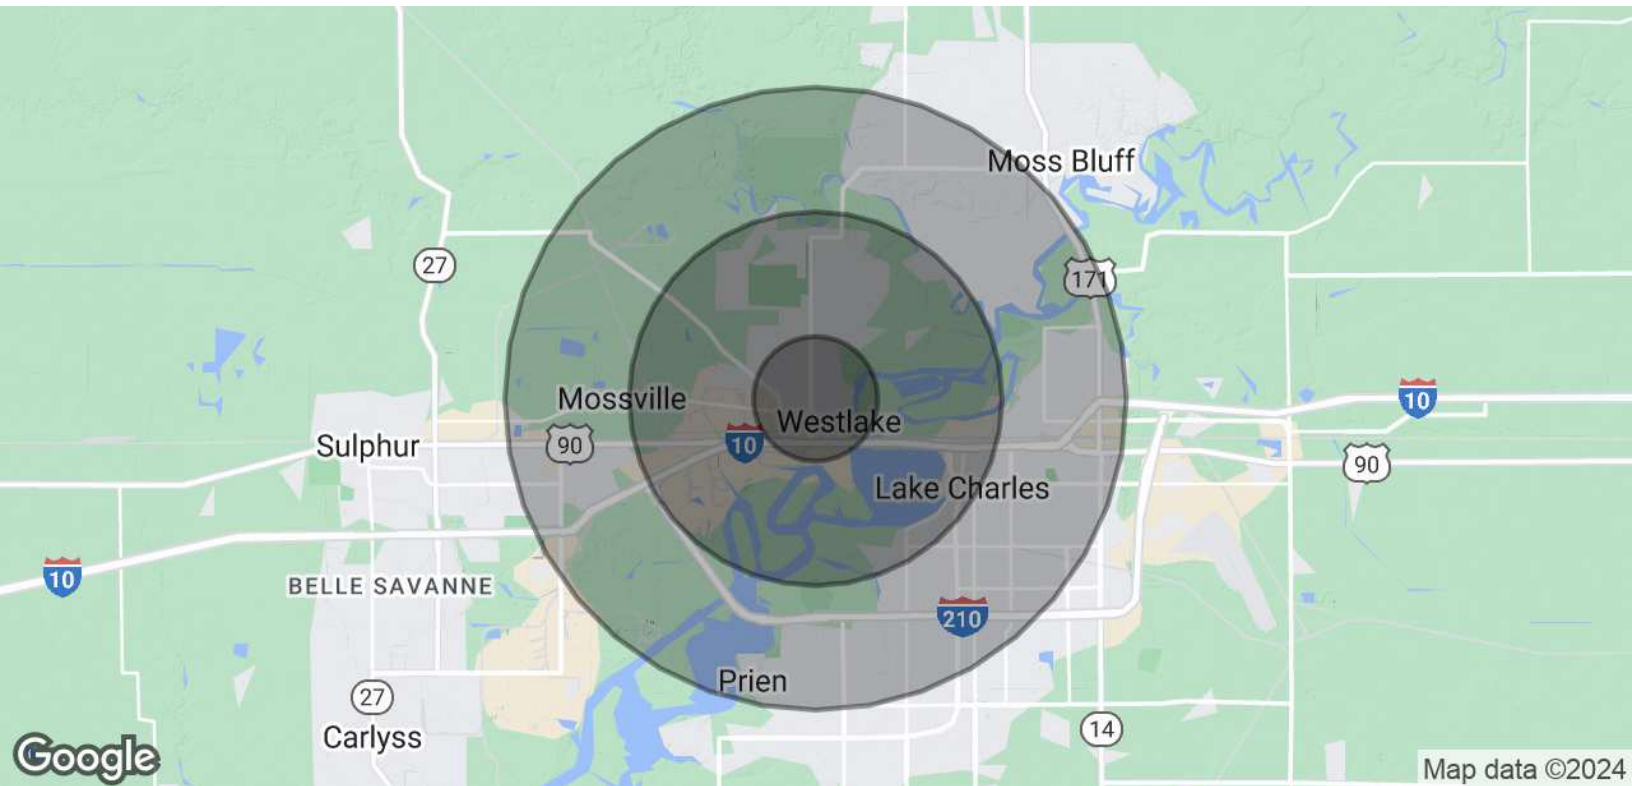 Moss Bluff
27
171
Mossville
10
Westlake
10
90
Sulphur
90
Lake Charles
10
BELLE SAVANNE
210
Prien
27
14
Carlyss
Google
Map data ©2024